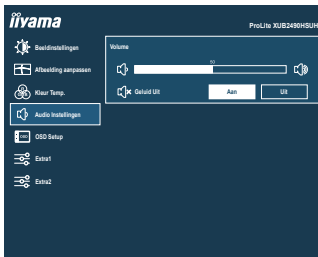 iiyama
ProLite XUB2490HSUH
Beeldinstellingen
Volume
50
Afbeelding aanpassen
Geluid Uit
Aan
Uit
Kleur Temp.
Audio Instellingen
OSD
OSD Setup
Extra1
Extra2